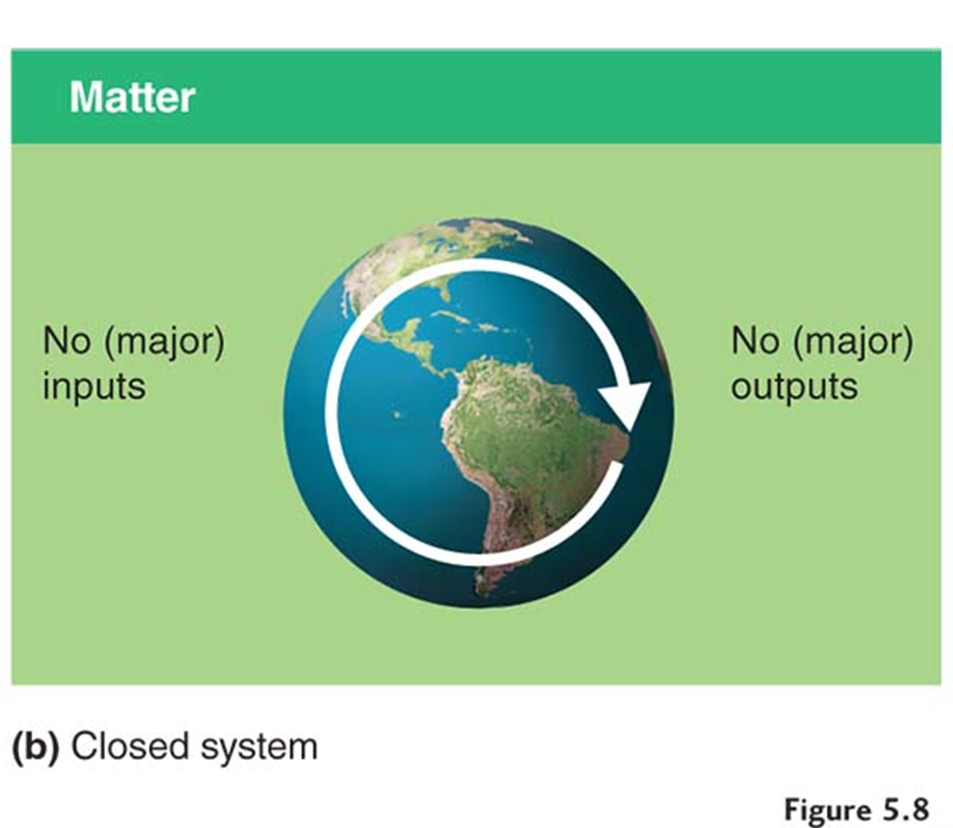 Matter
No (major)
inputs
No (major)
outputs
(b) Closed system
Figure 5.8